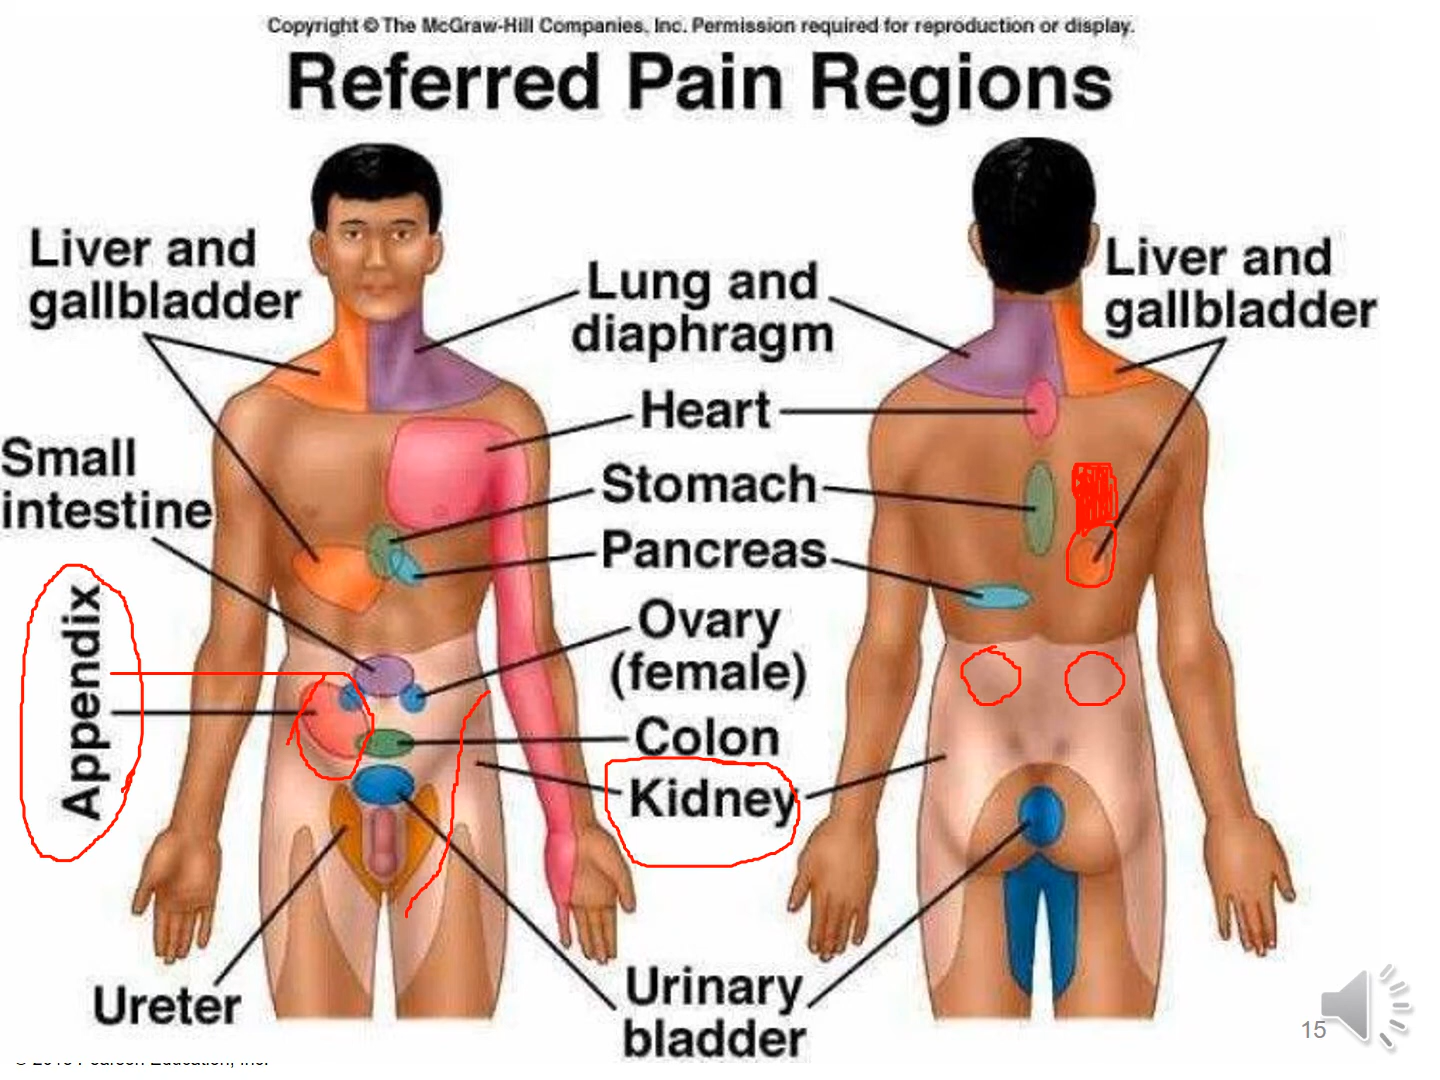 Copyright © The McGraw-Hill Companies, Inc. Permission required for reproduction or display.
Referred Pain Regions
Liver and
gallbladder
Lung and
diaphragm
Liver and
gallbladder
Heart
Small
intestine
Stomach
Pancreas
Appendix
Ovary
(female)
Colon
Kidney
Ureter
Urinary
bladder
15